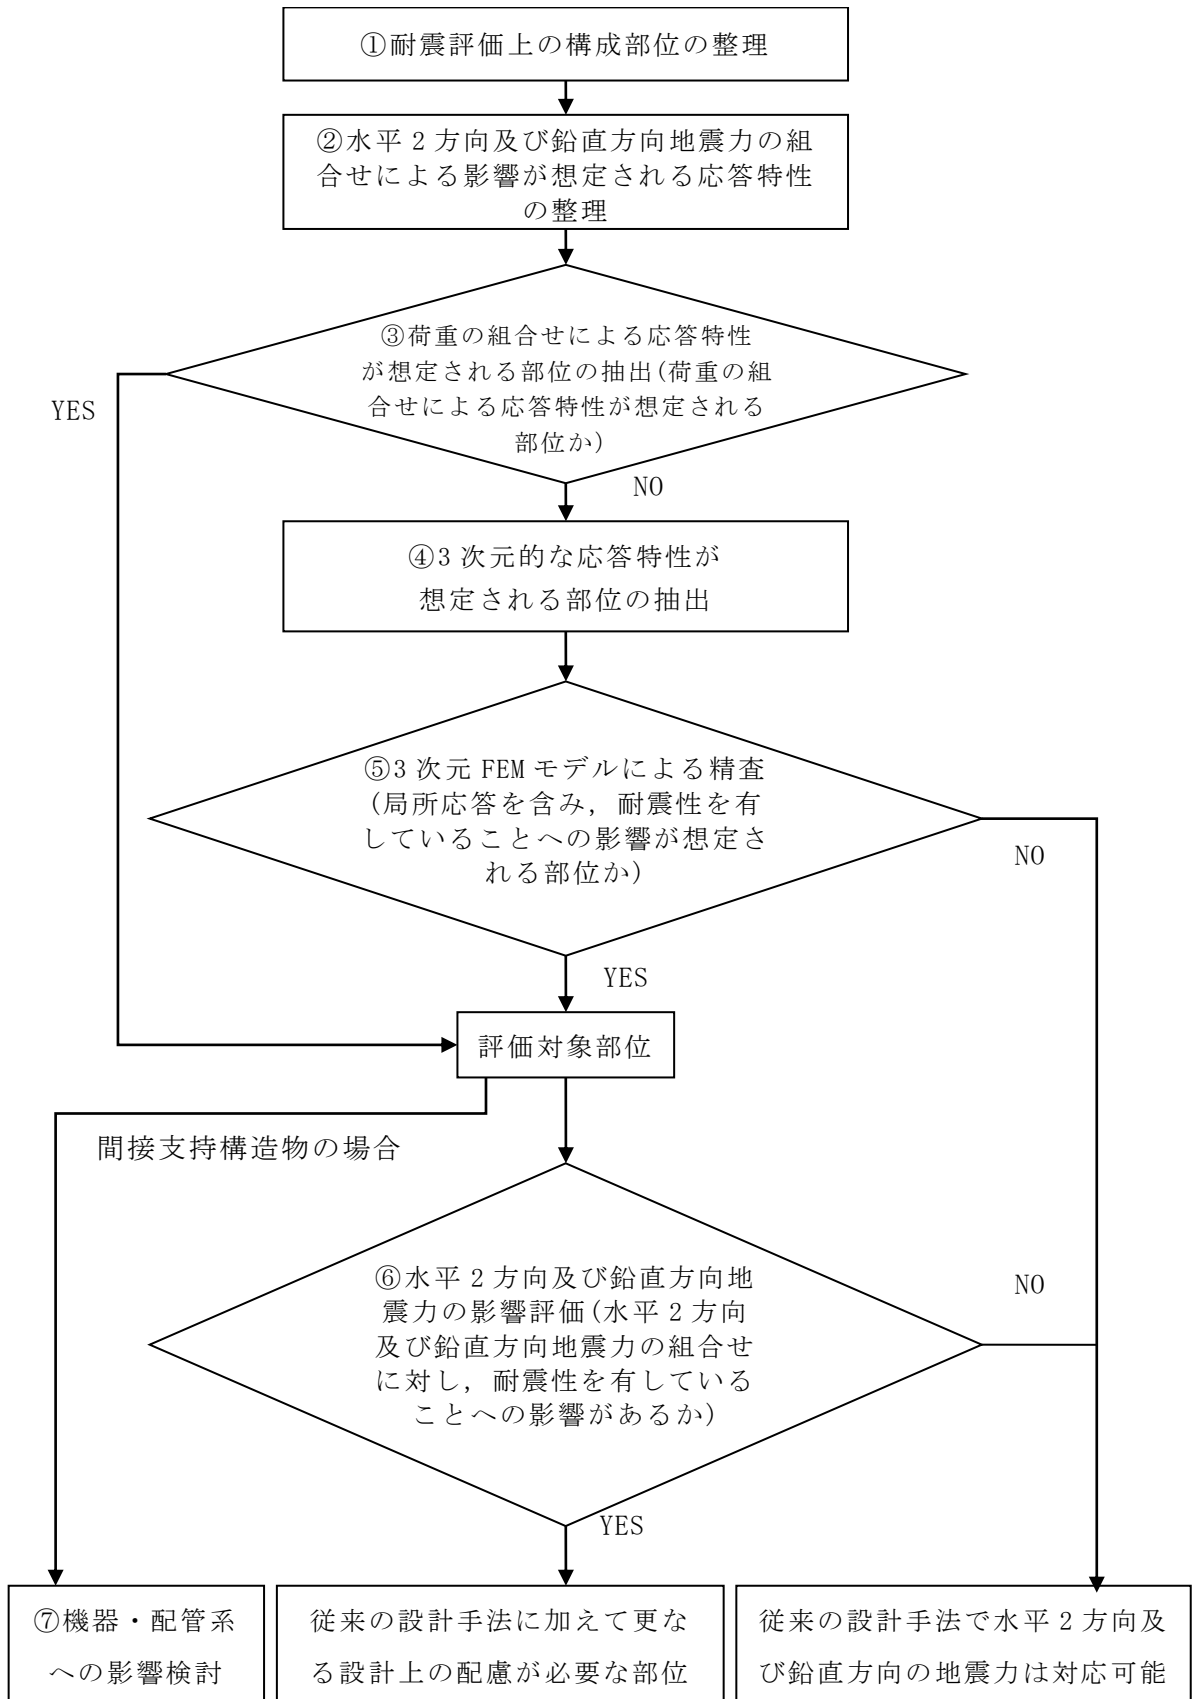 ①耐震評価上の構成部位の整理
②水平 2 方向及び鉛直方向地震力の組
合せによる影響が想定される応答特性
の整理
③荷重の組合せによる応答特性
が想定される部位の抽出(荷重の組
合せによる応答特性が想定される
部位か)
YES
NO
④3 次元的な応答特性が
想定される部位の抽出
⑤3 次元 FEM モデルによる精査
(局所応答を含み，耐震性を有
していることへの影響が想定さ
れる部位か)
NO
YES
評価対象部位
間接支持構造物の場合
⑥水平 2 方向及び鉛直方向地
震力の影響評価(水平 2 方向
及び鉛直方向地震力の組合せ
に対し，耐震性を有している
ことへの影響があるか)
NO
YES
⑦機器・配管系
への影響検討
従来の設計手法に加えて更な
る設計上の配慮が必要な部位
従来の設計手法で水平 2 方向及
び鉛直方向の地震力は対応可能